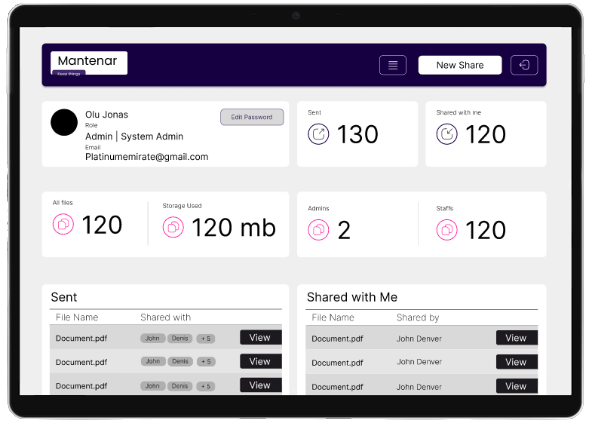 Mantenar
Keep things
New Share
Olu Jonas
Role
Admin | System Admin
Email
Platinumemirate@gmail.com
Edit Password
Sent
130
Shared with me
120
All files
120
Storage Used
120 mb
Admins
2
Staffs
120
Sent
File Name Shared with
Document.pdf John Denis + 5 View
Document.pdf John Denis + 5 View
Document.pdf John Denis + 5 View
Shared with Me
File Name Shared by
Document.pdf John Denver View
Document.pdf John Denver View
Document.pdf John Denver View